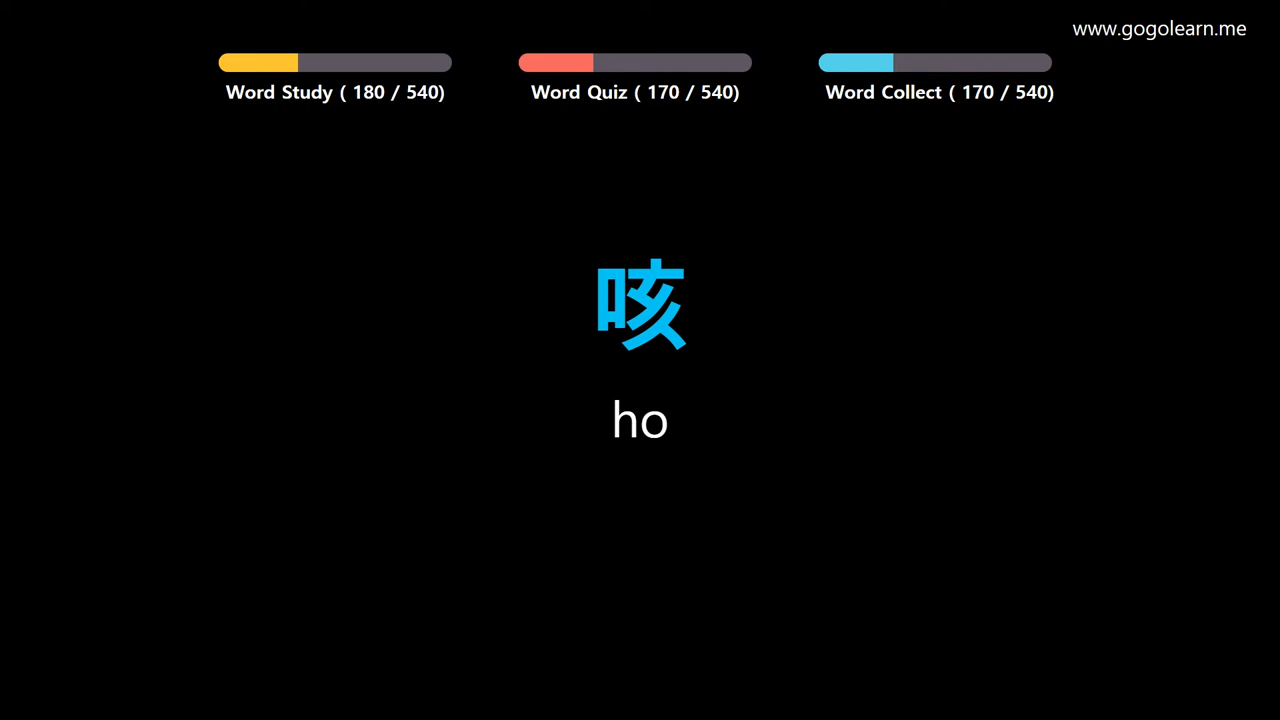 www.gogolearn.me
Word Study ( 180 / 540)
Word Quiz ( 170 / 540)
Word Collect ( 170 / 540)
咳
ho